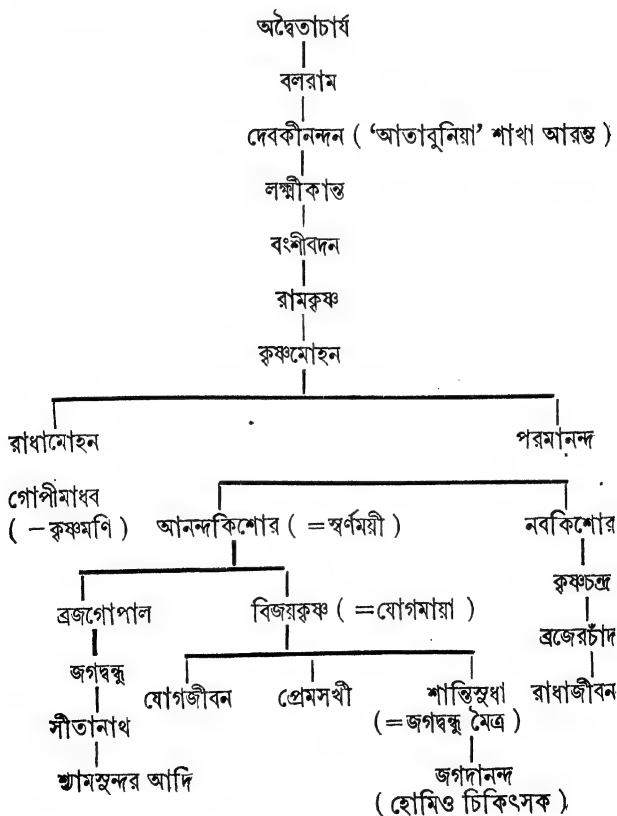 অদ্বৈতাচার্য
বলরাম
দেবকীনন্দন ( ‘আতাবুনিয়া’ শাখা আরম্ভ )
লক্ষ্মীকান্ত
বংশীবদন
রামকৃষ্ণ
কৃষ্ণমোহন
রাধামোহন পরমানন্দ
গোপীমাধব
( – কৃষ্ণমণি ) আনন্দকিশোর ( = স্বর্ণময়ী ) নবকিশোর
কৃষ্ণচন্দ্র
ব্রজগোপাল বিজয়কৃষ্ণ ( =যোগমায়া )
ব্রজেরচাঁদ
জগদ্বন্ধু
যোগজীবন প্রেমসখী শান্তিসুধা রাধাজীবন
(= জগদ্বন্ধু মৈত্র )
সীতানাথ
শ্যামসুন্দর আদি জগদানন্দ
( হোমিও চিকিৎসক )